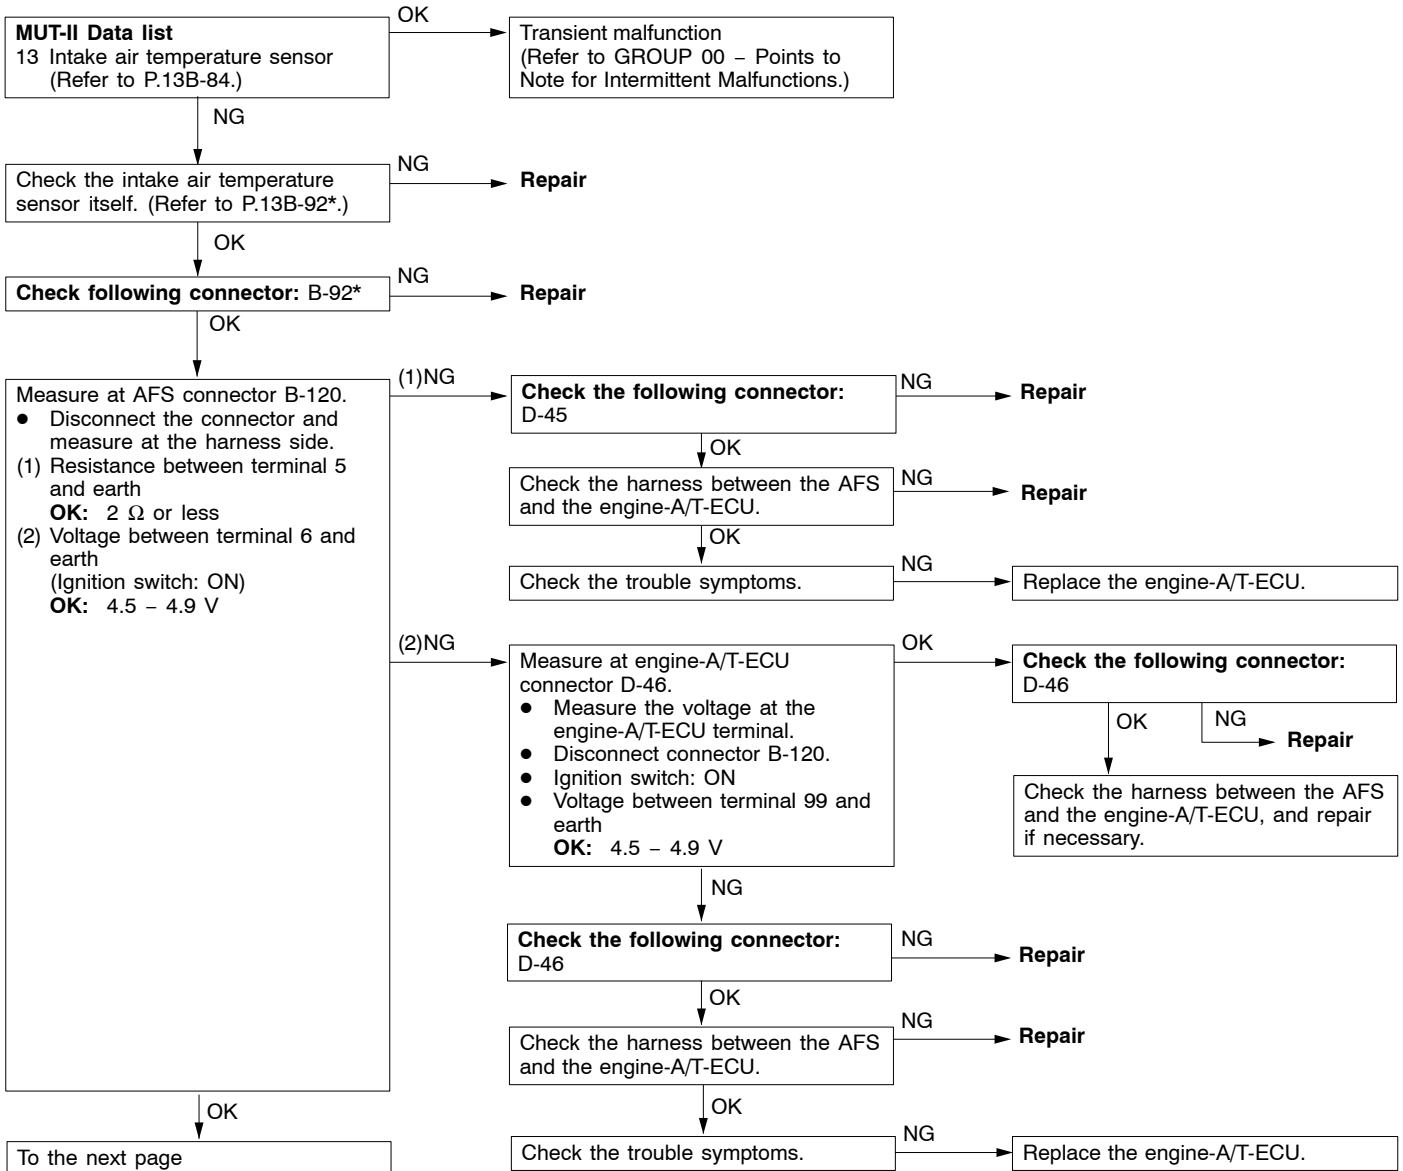 MUT-II Data list
13 Intake air temperature sensor
(Refer to P.13B-84.)
OK
Transient malfunction
(Refer to GROUP 00 – Points to
Note for Intermittent Malfunctions.)
NG
Check the intake air temperature
sensor itself. (Refer to P.13B-92*.)
NG
Repair
OK
Check following connector: B-92*
NG
Repair
OK
Measure at AFS connector B-120.
● Disconnect the connector and
measure at the harness side.
(1) Resistance between terminal 5
and earth
OK: 2 Ω or less
(2) Voltage between terminal 6 and
earth
(Ignition switch: ON)
OK: 4.5 – 4.9 V
(1)NG
Check the following connector:
D-45
NG
Repair
OK
Check the harness between the AFS
and the engine-A/T-ECU.
NG
Repair
OK
Check the trouble symptoms.
NG
Replace the engine-A/T-ECU.
(2)NG
Measure at engine-A/T-ECU
connector D-46.
● Measure the voltage at the
engine-A/T-ECU terminal.
● Disconnect connector B-120.
● Ignition switch: ON
● Voltage between terminal 99 and
earth
OK: 4.5 – 4.9 V
OK
Check the following connector:
D-46
OK
NG
Repair
Check the harness between the AFS
and the engine-A/T-ECU, and repair
if necessary.
NG
Check the following connector:
D-46
NG
Repair
OK
Check the harness between the AFS
and the engine-A/T-ECU.
NG
Repair
OK
Check the trouble symptoms.
NG
Replace the engine-A/T-ECU.
OK
To the next page